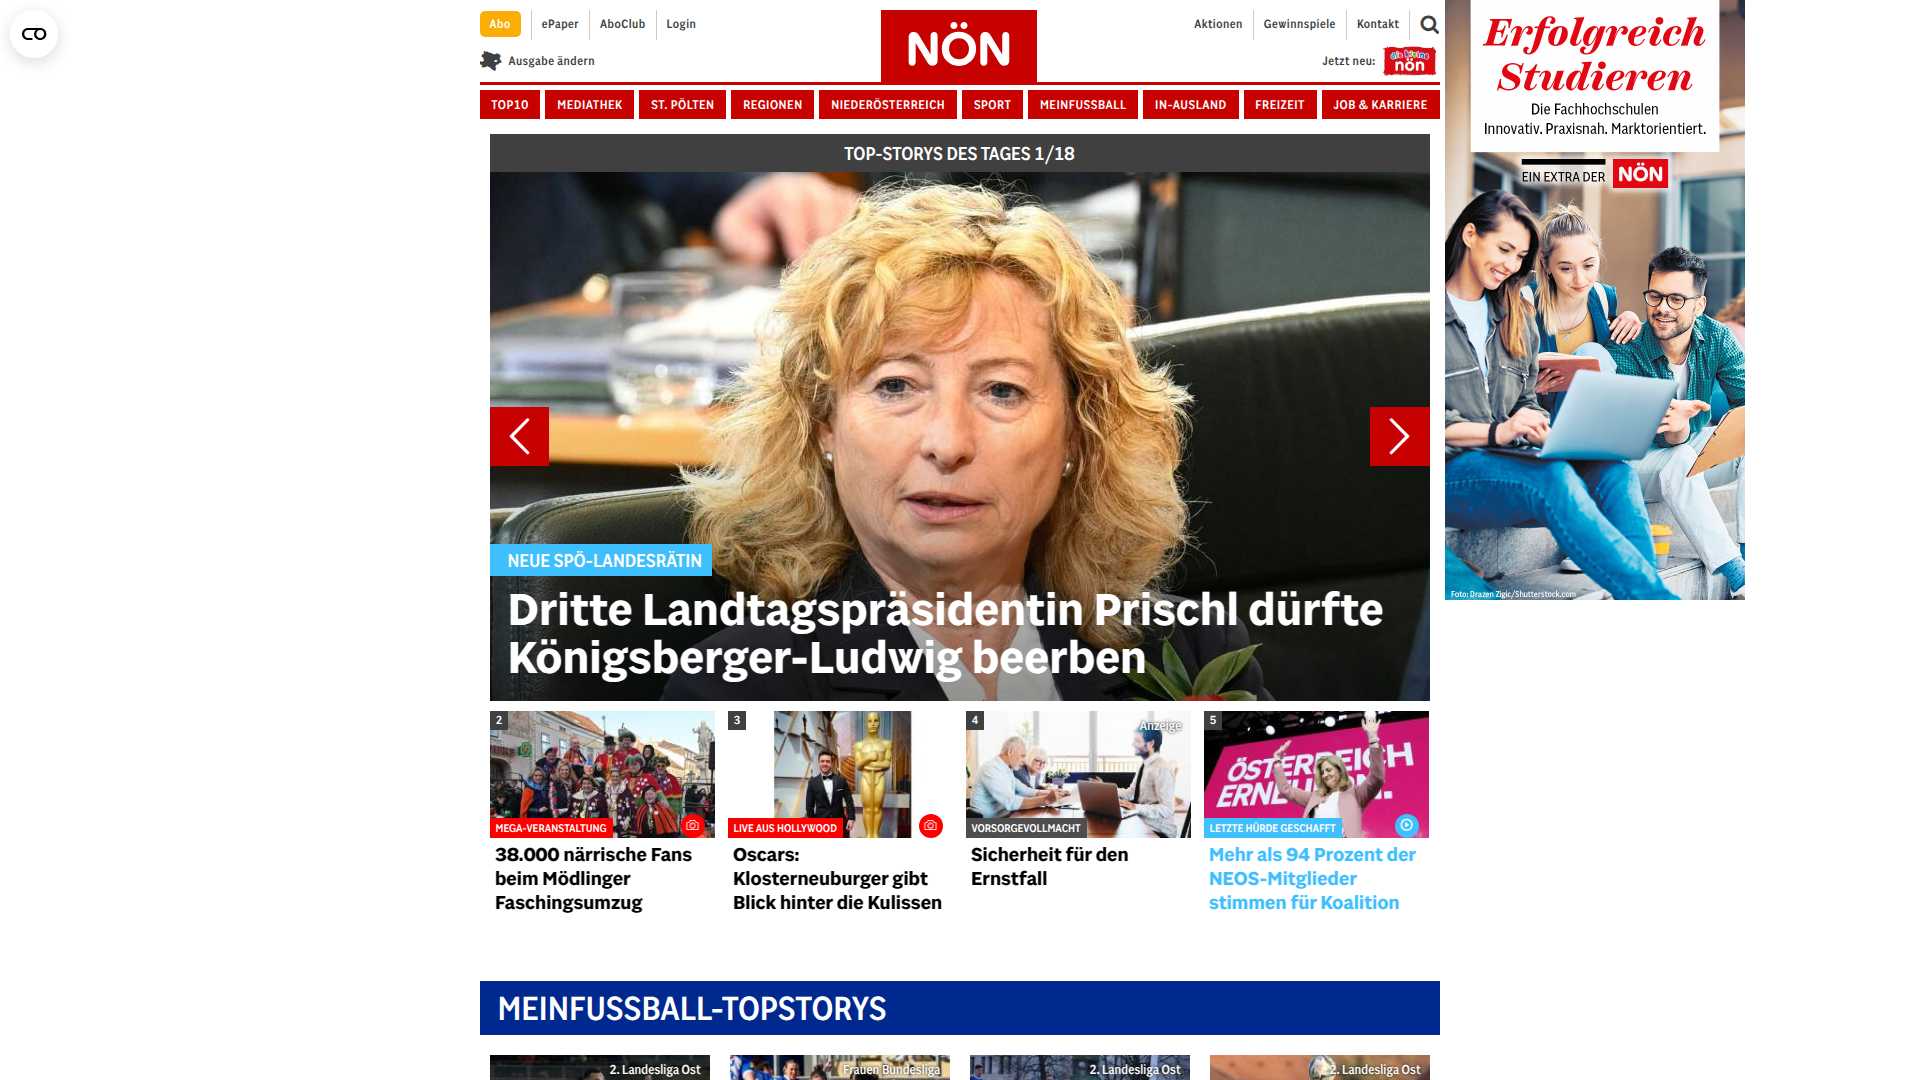 Abo
ePaper
AboClub
Login
NÖN
Aktionen
Gewinnspiele
Kontakt
Ausgabe ändern
Jetzt neu:
die kleine
nön
TOP10
MEDIATHEK
ST. PÖLTEN
REGIONEN
NIEDERÖSTERREICH
SPORT
MEINFUSSBALL
IN-AUSLAND
FREIZEIT
JOB & KARRIERE
TOP-STORYS DES TAGES 1/18
NEUE SPÖ-LANDESRÄTIN
Dritte Landtagspräsidentin Prischl dürfte
Königsberger-Ludwig beerben
2
MEGA-VERANSTALTUNG
38.000 närrische Fans
beim Mödlinger
Faschingsumzug
3
LIVE AUS HOLLYWOOD
Oscars:
Klosterneuburger gibt
Blick hinter die Kulissen
4
Anzeige
VORSORGEVOLLMACHT
Sicherheit für den
Ernstfall
5
ÖSTERREICH
LETZTE HÜRDE GESCHAFFT
Mehr als 94 Prozent der
NEOS-Mitglieder
stimmen für Koalition
MEINFUSSBALL-TOPSTORYS
2. Landesliga Ost
Frauen Bundesliga
2. Landesliga Ost
2. Landesliga Ost
Erfolgreich
Studieren
Die Fachhochschulen
Innovativ. Praxisnah. Marktorientiert.
EIN EXTRA DER
NÖN
Foto: Drazen Zigic/Shutterstock.com